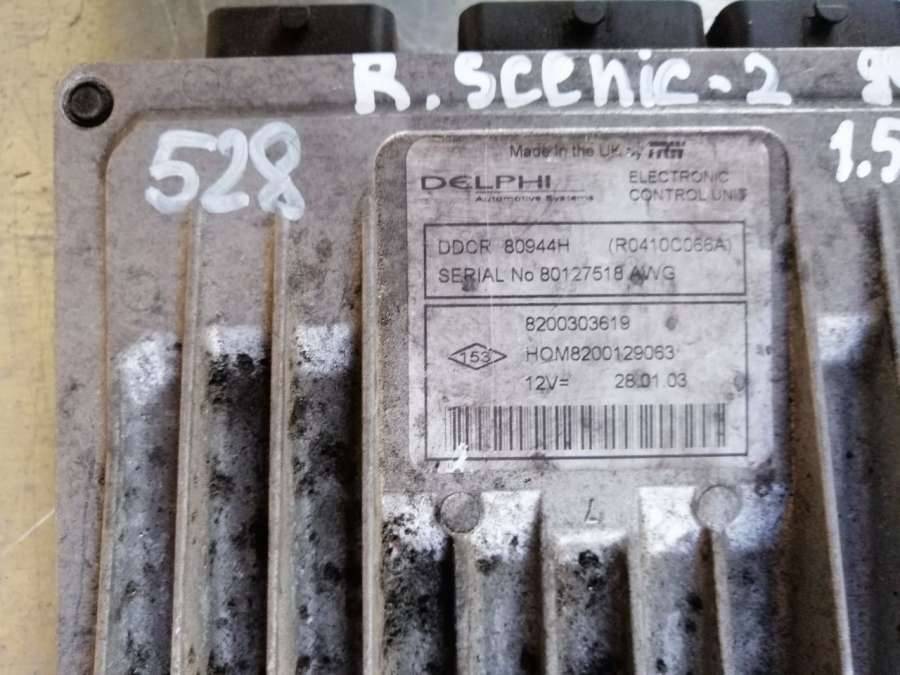 R. Scenic-2
528
1.5
Made in the UK by TRW
DELPHI
Automotive Systems
ELECTRONIC
CONTROL UNIT
DDCR 80944H (R0410C066A)
SERIAL No 80127518 AWG
8200303619
153
HOM8200129063
12V= 28.01.03
4